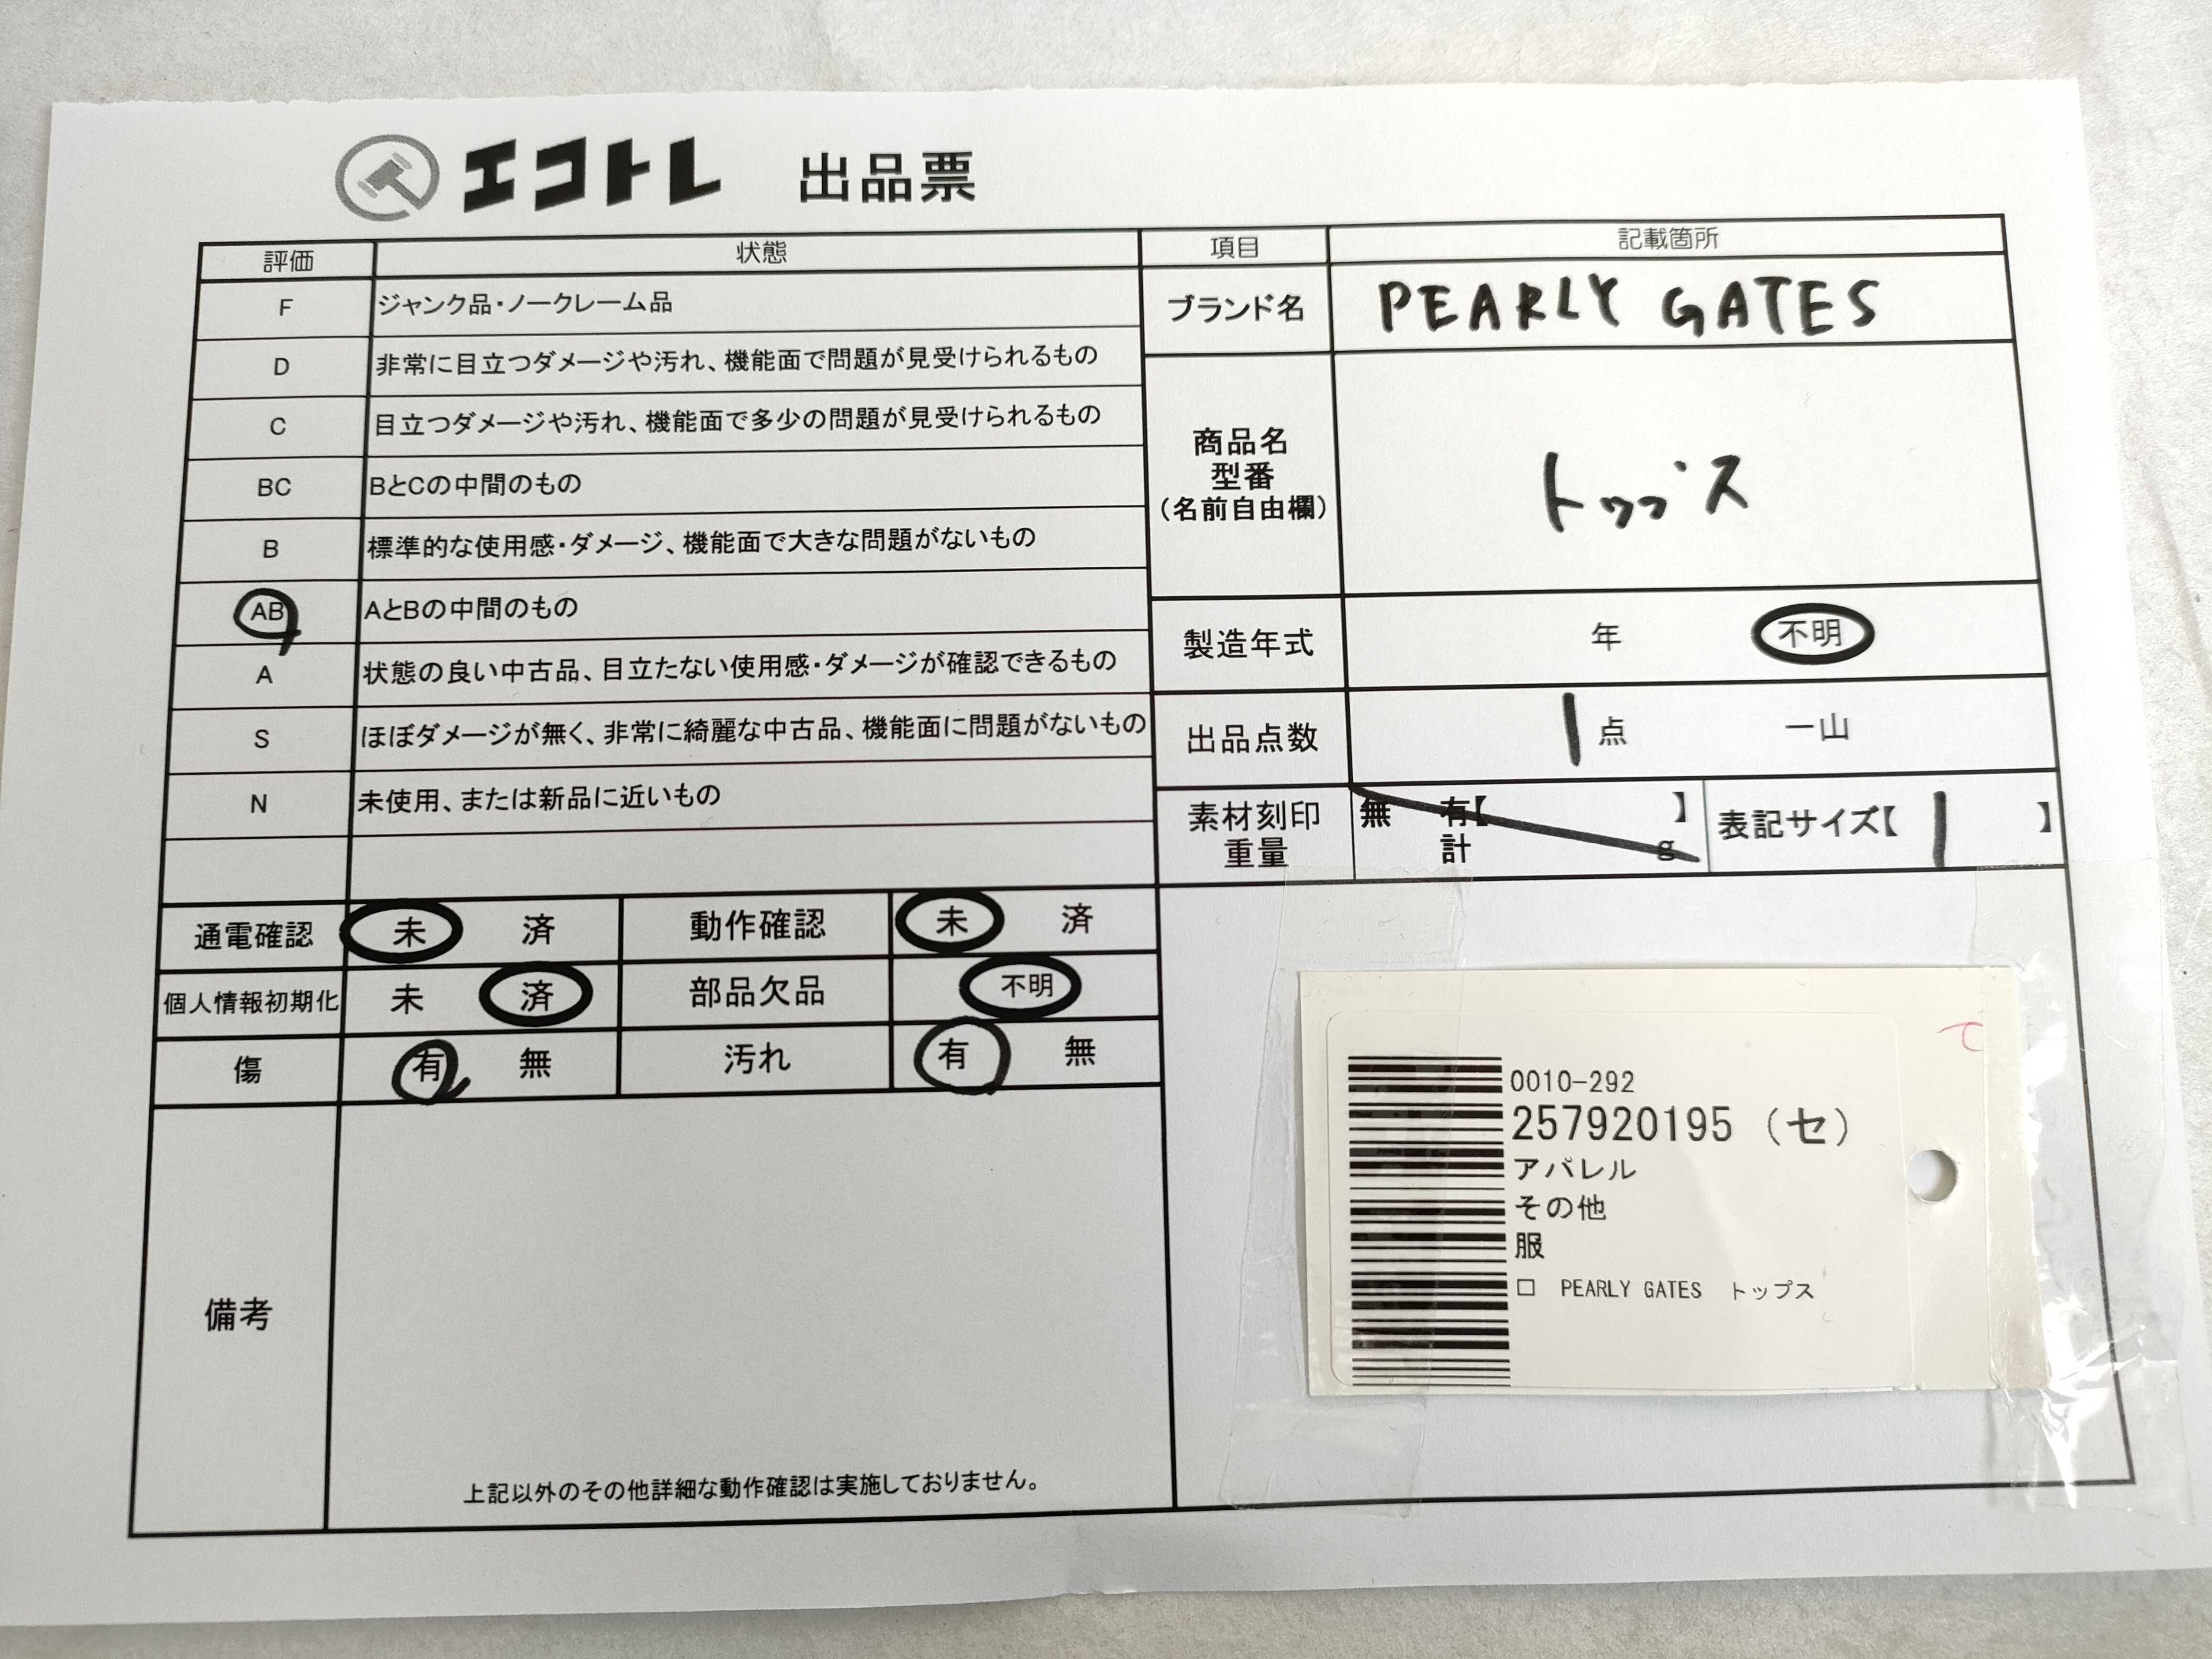 エコトレ 出品票
評価 状態 項目 記載箇所
F ジャンク品・ノークレーム品
D 非常に目立つダメージや汚れ、機能面で問題が見受けられるもの
C 目立つダメージや汚れ、機能面で多少の問題が見受けられるもの
BC BとCの中間のもの
B 標準的な使用感・ダメージ、機能面で大きな問題がないもの
AB AとBの中間のもの
A 状態の良い中古品、目立たない使用感・ダメージが確認できるもの
S ほぼダメージが無く、非常に綺麗な中古品、機能面に問題がないもの
N 未使用、または新品に近いもの
ブランド名 PEARLY GATES
商品名
型番
(名前自由欄)
トップス
製造年式 年 不明
出品点数 1点 一山
素材刻印 無 有【 】 表記サイズ【 1 】
重量 計 g
通電確認 未 済 動作確認 未 済
個人情報初期化 未 済 部品欠品 不明
傷 有 無 汚れ 有 無
備考
上記以外のその他詳細な動作確認は実施しておりません。
0010-292
257920195 (セ)
アパレル
その他
服
□ PEARLY GATES トップス